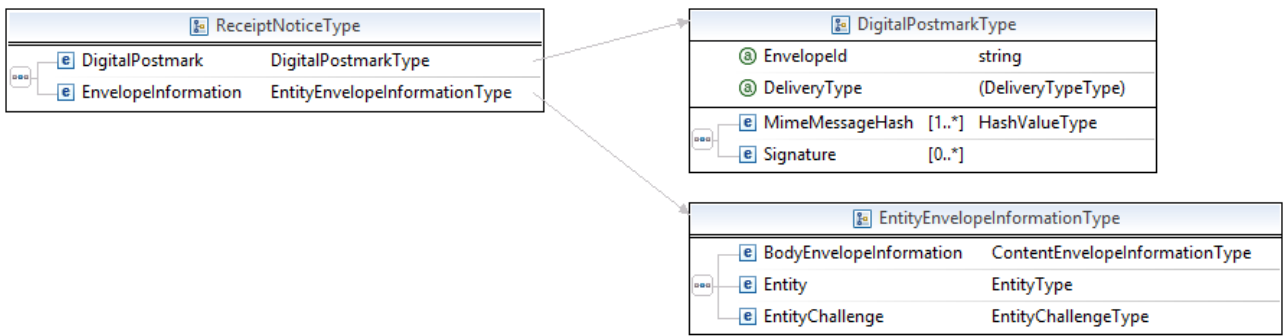 ReceiptNoticeType
e DigitalPostmark DigitalPostmarkType
e EnvelopeInformation EntityEnvelopeInformationType
DigitalPostmarkType
a EnvelopeId string
a DeliveryType (DeliveryTypeType)
e MimeMessageHash [1..*] HashValueType
e Signature [0..*]
EntityEnvelopeInformationType
e BodyEnvelopeInformation ContentEnvelopeInformationType
e Entity EntityType
e EntityChallenge EntityChallengeType